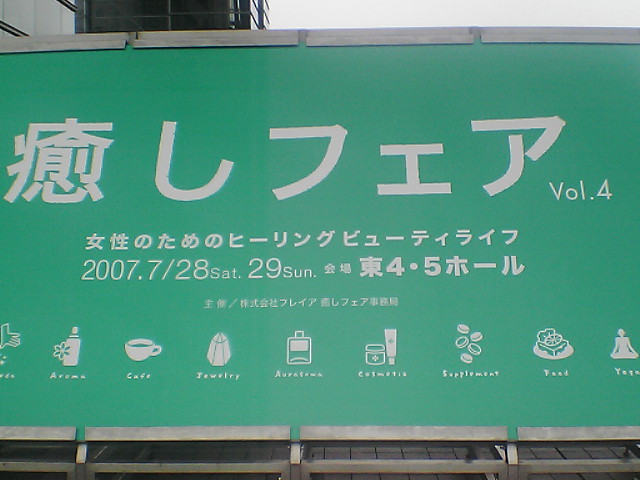 癒しフェア Vol.4
女性のためのヒーリングビューティライフ
2007.7/28Sat. 29Sun. 会場 東4・5ホール
主催／株式会社フレイア 癒しフェア事務局
Aroma Cafe Jewelry Aurasoma Cosmetic Supplement Food Yoga